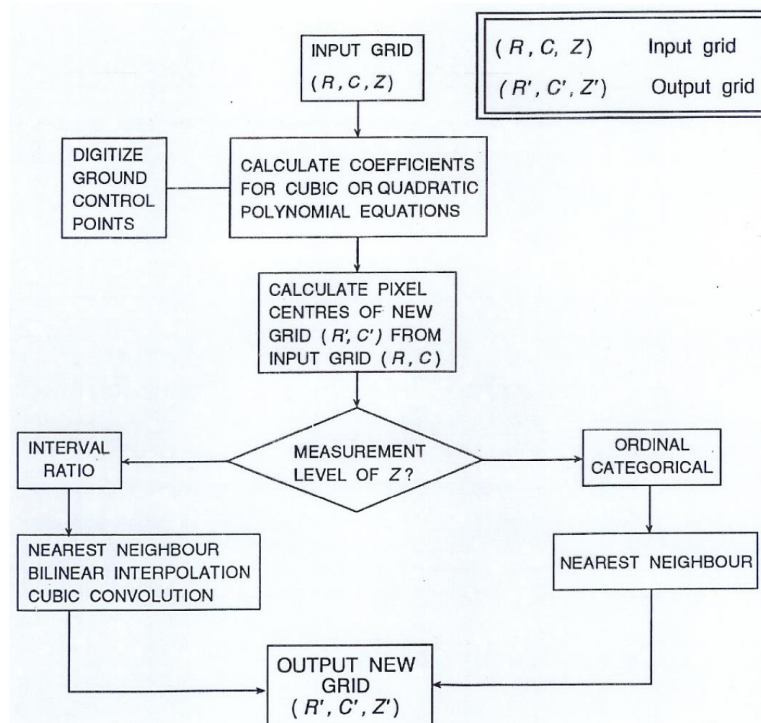 INPUT GRID
(R, C, Z)
(R, C, Z) Input grid
(R', C', Z') Output grid
DIGITIZE
GROUND
CONTROL
POINTS
CALCULATE COEFFICIENTS
FOR CUBIC OR QUADRATIC
POLYNOMIAL EQUATIONS
CALCULATE PIXEL
CENTRES OF NEW
GRID (R', C') FROM
INPUT GRID (R, C)
MEASUREMENT
LEVEL OF Z?
INTERVAL
RATIO
ORDINAL
CATEGORICAL
NEAREST NEIGHBOUR
BILINEAR INTERPOLATION
CUBIC CONVOLUTION
NEAREST NEIGHBOUR
OUTPUT NEW
GRID
(R', C', Z')